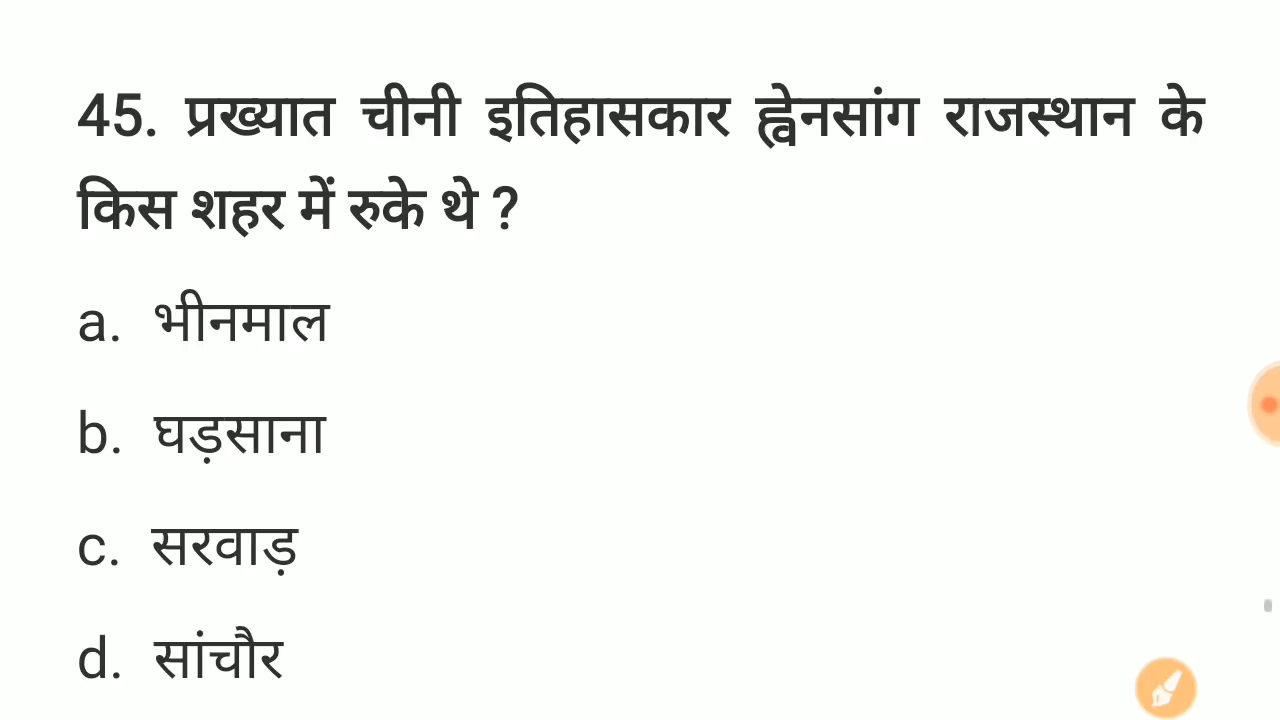 45. प्रख्यात चीनी इतिहासकार ह्वेनसांग राजस्थान के
किस शहर में रुके थे ?
a. भीनमाल
b. घड़साना
c. सरवाड़
d. सांचौर